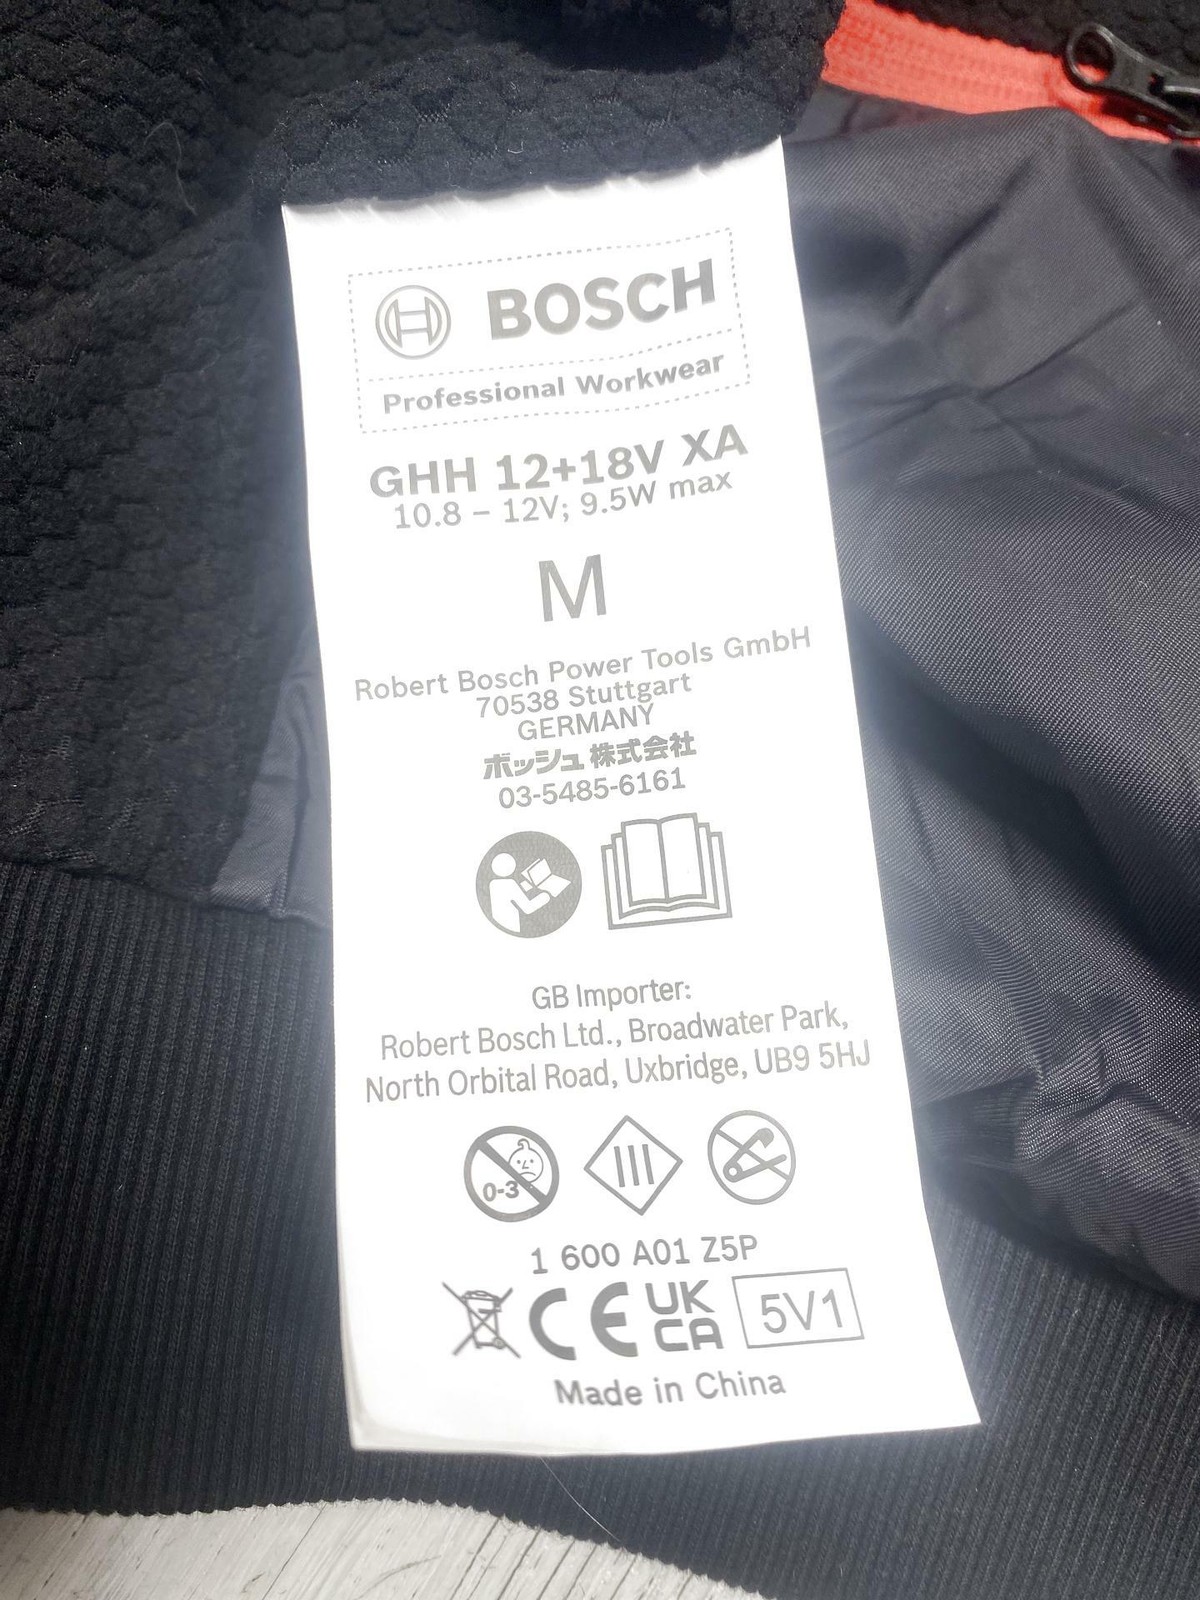 BOSCH
Professional Workwear
GHH 12+18V XA
10.8 – 12V; 9.5W max
M
Robert Bosch Power Tools GmbH
70538 Stuttgart
GERMANY
ボッシュ 株式会社
03-5485-6161
GB Importer:
Robert Bosch Ltd., Broadwater Park,
North Orbital Road, Uxbridge, UB9 5HJ
0-3
1 600 A01 Z5P
CE UK CA 5V1
Made in China